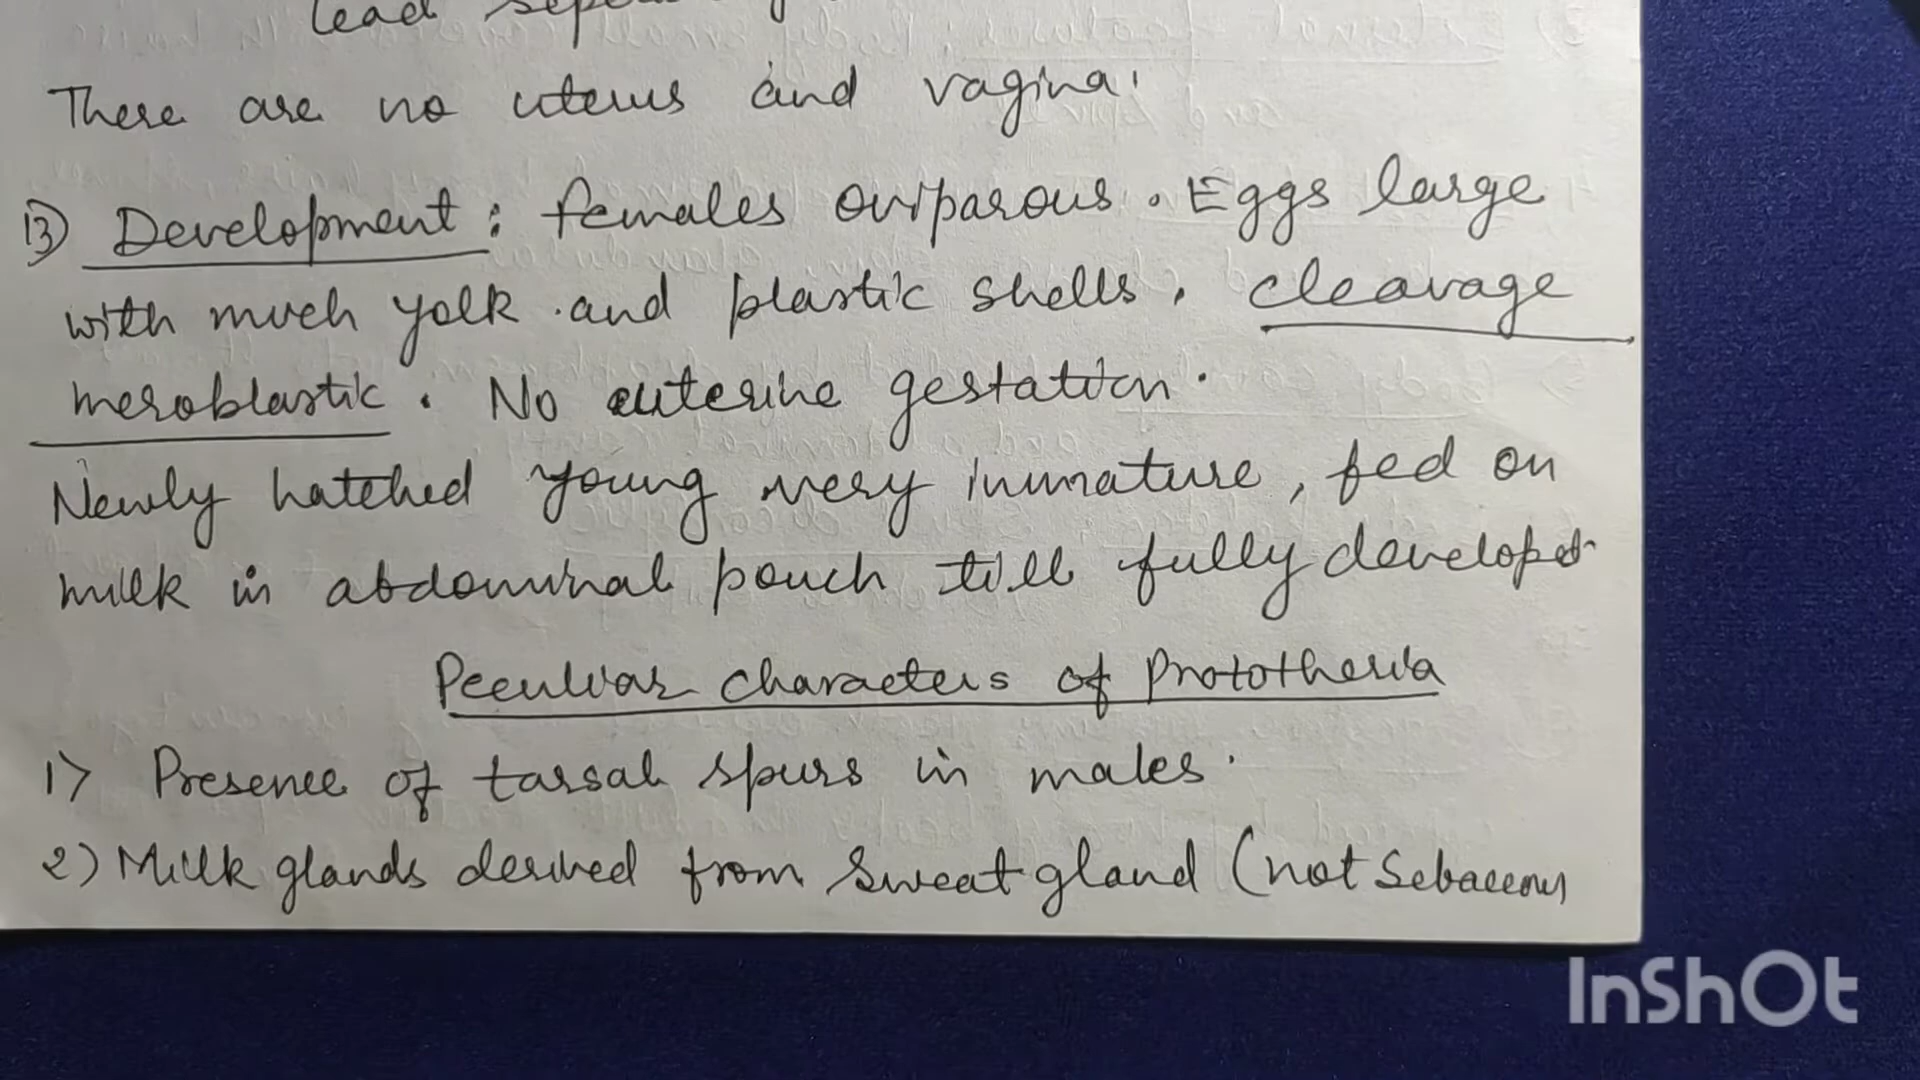 lead
There are no uterus and vagina.
13) Development : females oviparous. Eggs large
with much yolk and plastic shells, cleavage
meroblastic. No uterine gestation.
Newly hatched young very immature, fed on
milk in abdominal pouch till fully developed
Peculiar characters of Prototheria
1) Presence of tarsal spurs in males.
2) Milk glands derived from sweat gland (not Sebaceous
InShOt